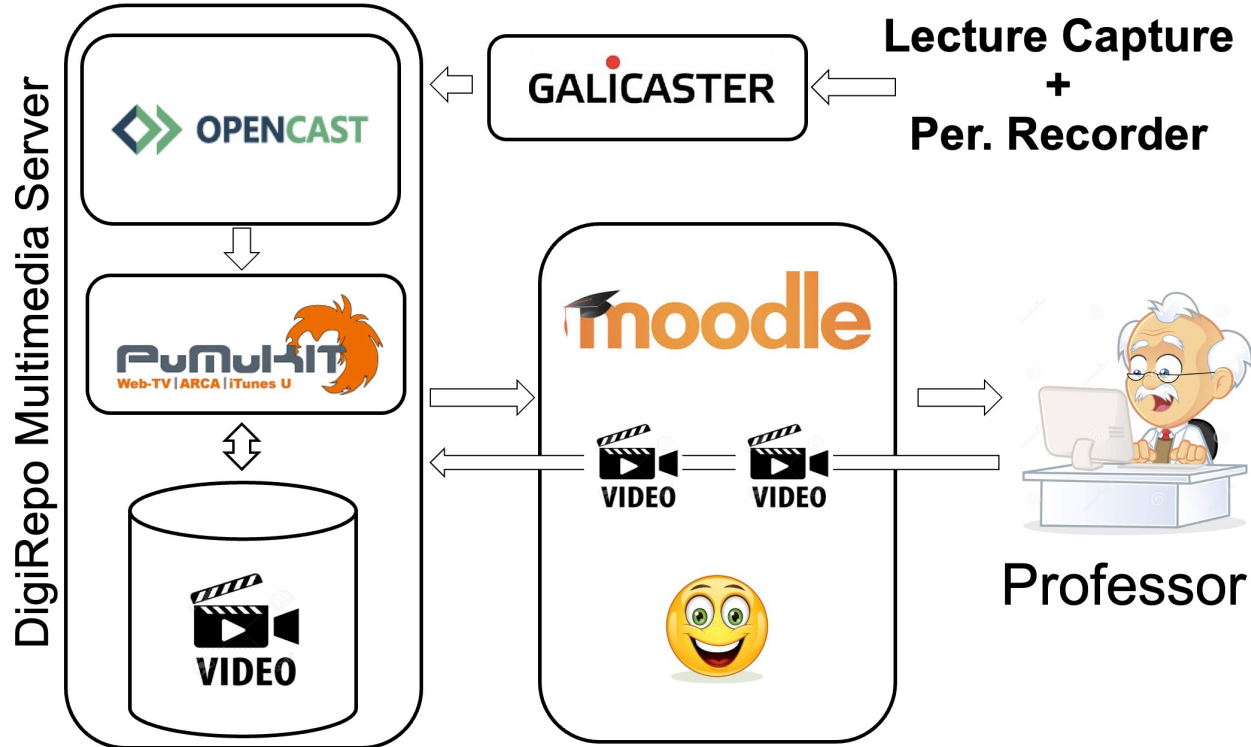 DigiRepo Multimedia Server
OPENCAST
GALICASTER
Lecture Capture
+
Per. Recorder
PuMuKIT
Web-TV | ARCA | iTunes U
moodle
VIDEO
VIDEO
VIDEO
Professor